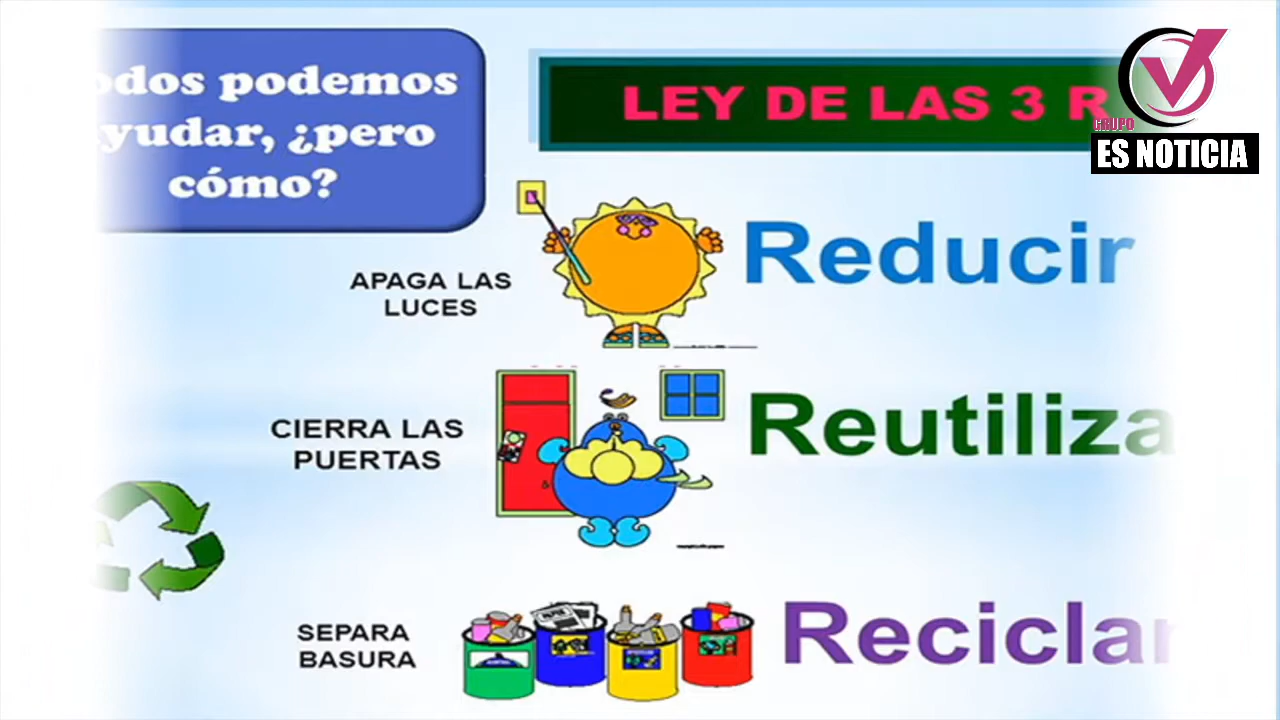 odos podemos
yudar, ¿pero
cómo?
LEY DE LAS 3 R
GRUPO
ES NOTICIA
APAGA LAS
LUCES
Reducir
CIERRA LAS
PUERTAS
Reutiliza
SEPARA
BASURA
Reciclar